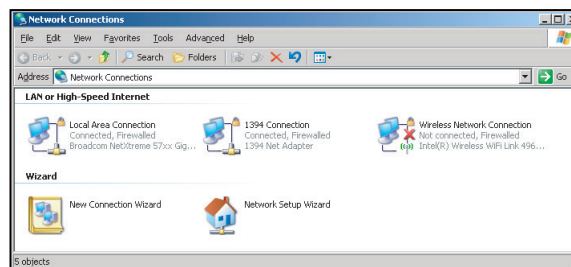 Network Connections
File Edit View Favorites Tools Advanced Help
Back Search Folders
Address Network Connections Go
LAN or High-Speed Internet
Local Area Connection
Connected, Firewalled
Broadcom NetXtreme 57xx Gig...
1394 Connection
Connected, Firewalled
1394 Net Adapter
Wireless Network Connection
Not connected, Firewalled
Intel(R) Wireless WiFi Link 496...
Wizard
New Connection Wizard
Network Setup Wizard
5 objects